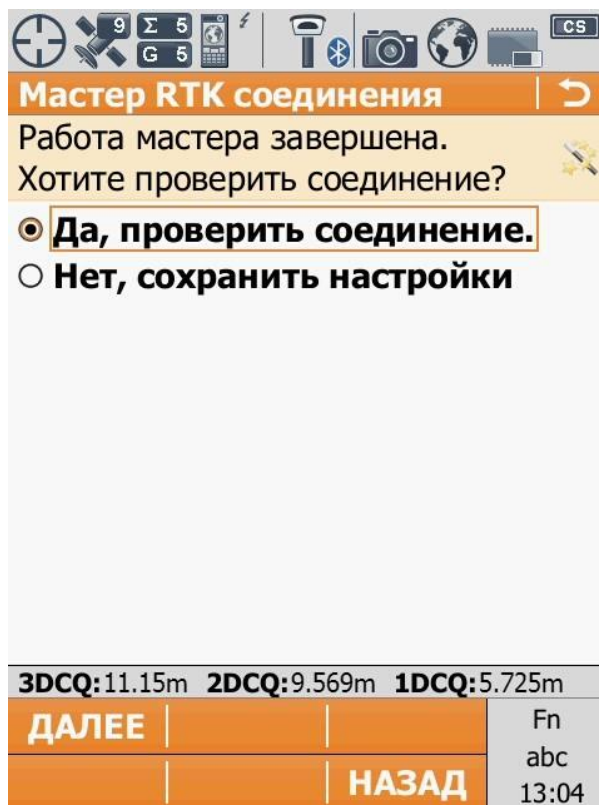 9 Σ 5 CS
G 5
Мастер RTK соединения
Работа мастера завершена.
Хотите проверить соединение?
Да, проверить соединение.
Нет, сохранить настройки
3DCQ:11.15m 2DCQ:9.569m 1DCQ:5.725m
ДАЛЕЕ Fn
abc
НАЗАД 13:04